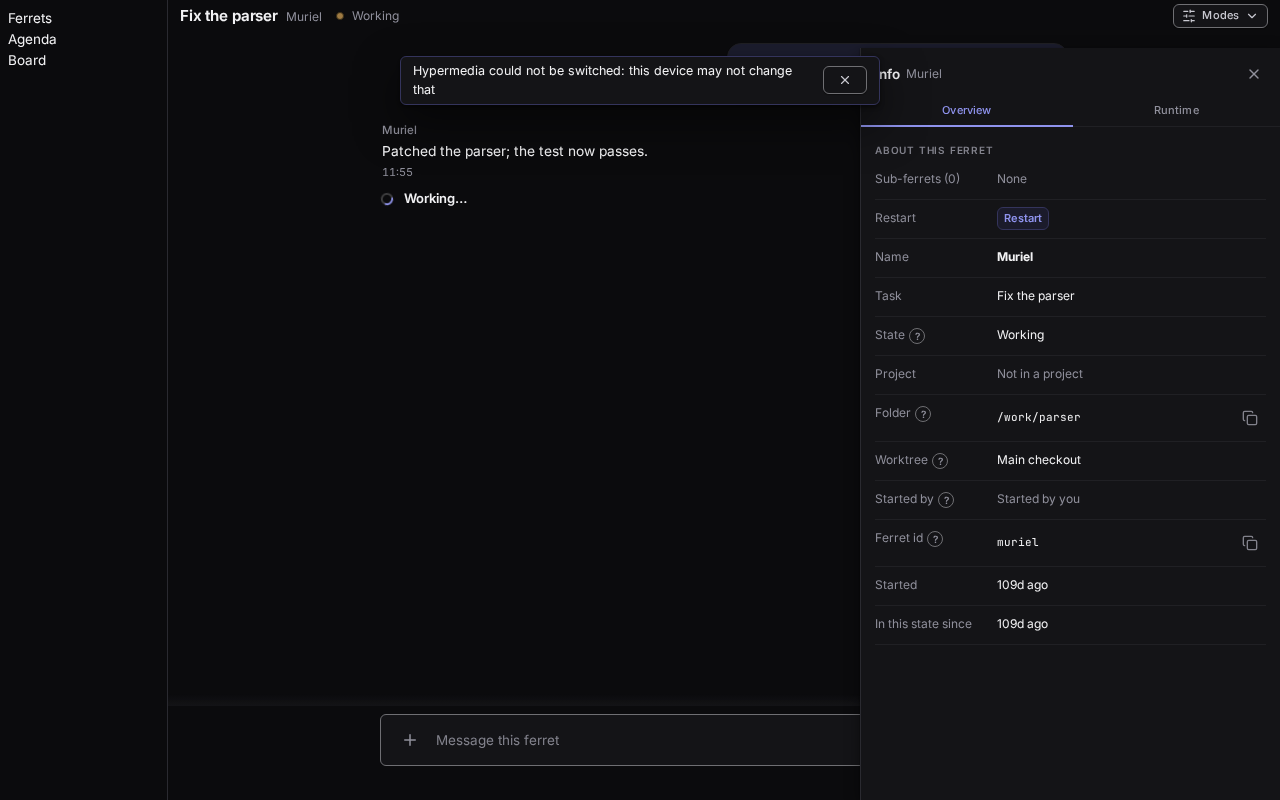 Ferrets
Agenda
Board
Fix the parser Muriel Working
Modes
Hypermedia could not be switched: this device may not change
that
nfo Muriel
Overview Runtime
Muriel
Patched the parser; the test now passes.
11:55
Working...
ABOUT THIS FERRET
Sub-ferrets (0) None
Restart Restart
Name Muriel
Task Fix the parser
State ? Working
Project Not in a project
Folder ? /work/parser
Worktree ? Main checkout
Started by ? Started by you
Ferret id ? muriel
Started 109d ago
In this state since 109d ago
Message this ferret